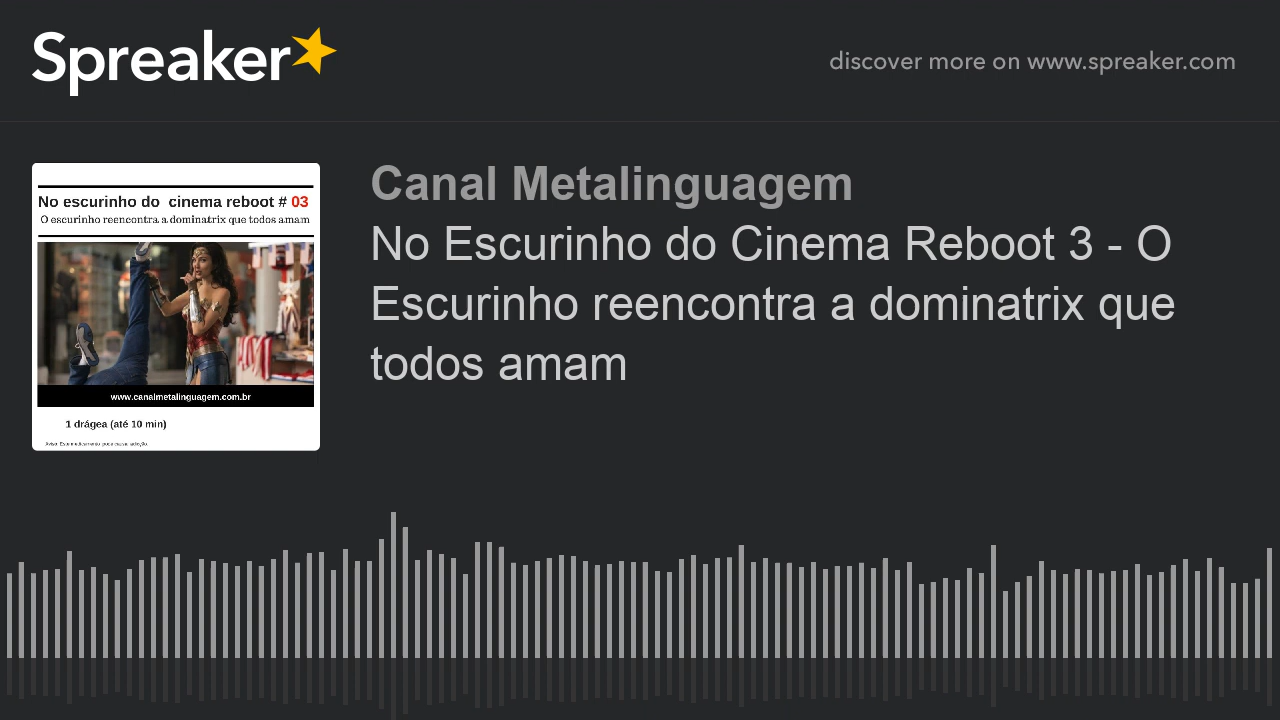 Spreaker
discover more on www.spreaker.com
No escurinho do cinema reboot # 03
O escurinho reencontra a dominatrix que todos amam
www.canalmetalinguagem.com.br
1 drágea (até 10 min)
Canal Metalinguagem
No Escurinho do Cinema Reboot 3 - O
Escurinho reencontra a dominatrix que
todos amam